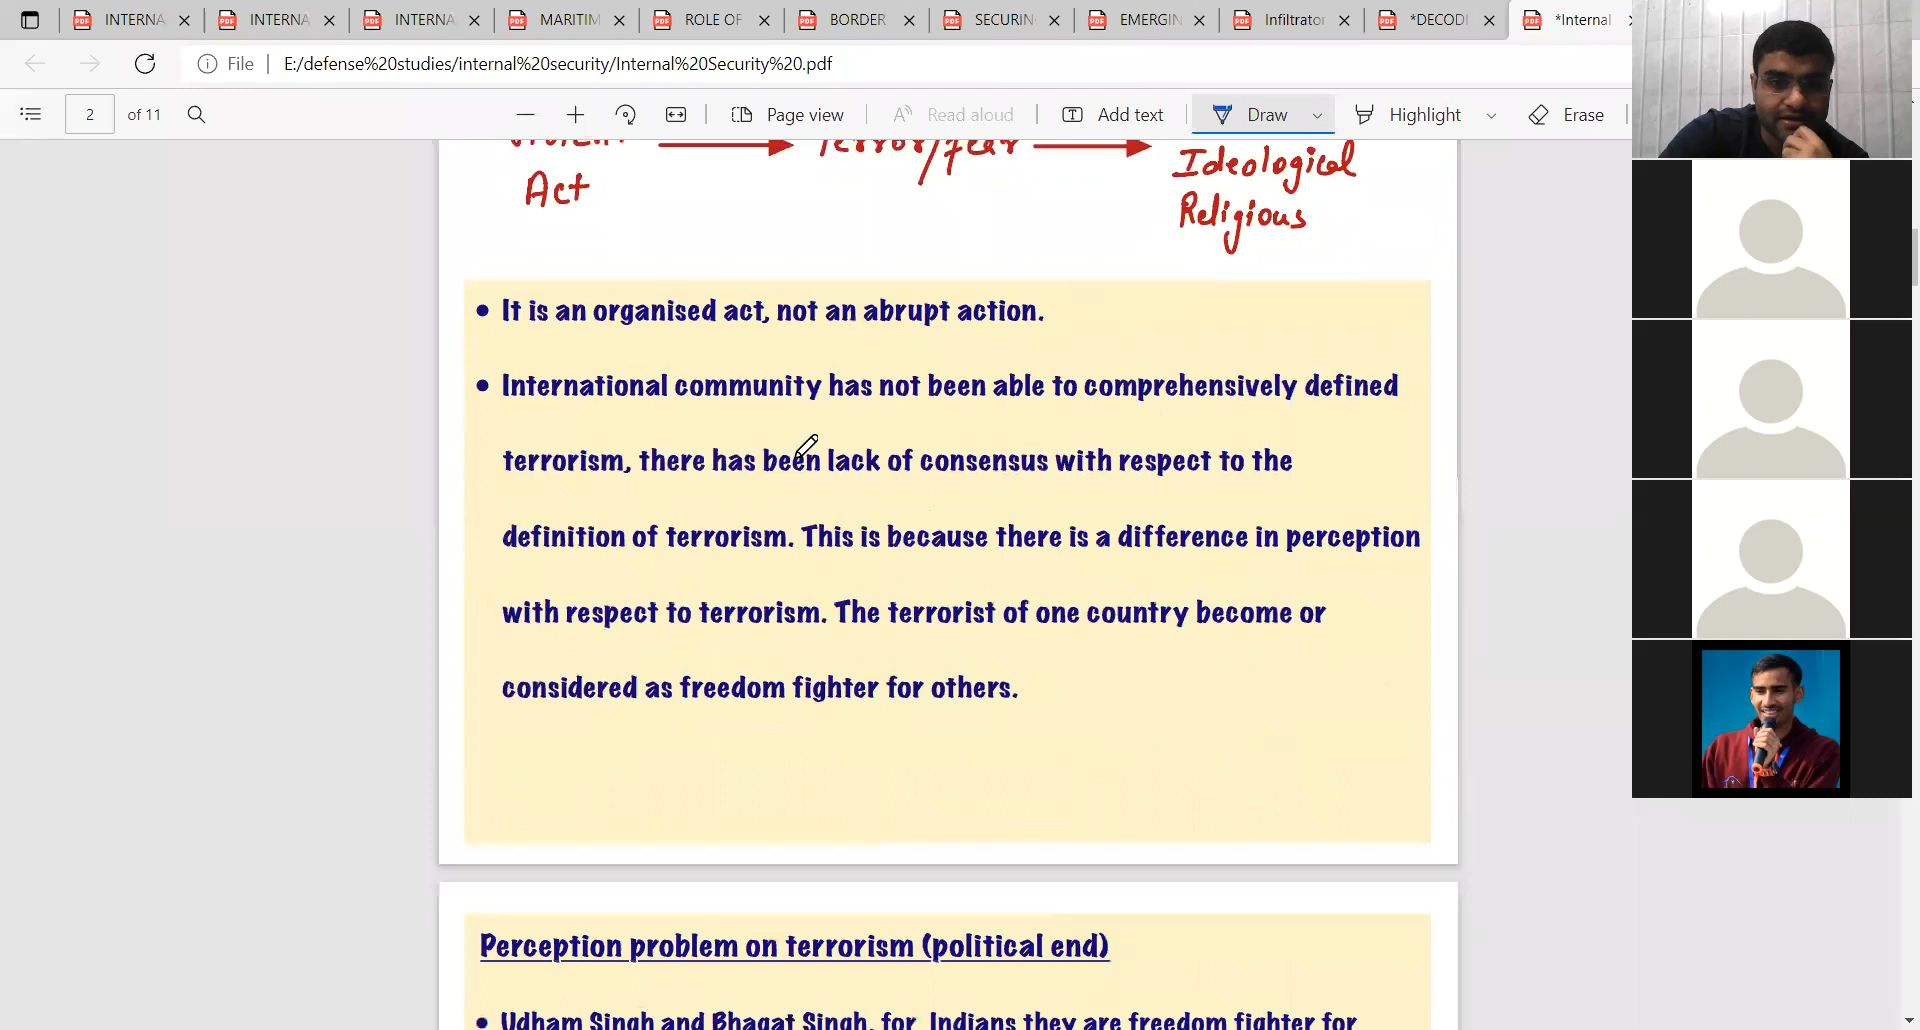 INTERNA
INTERNA
INTERNA
MARITIM
ROLE OF
BORDER
SECURIN
EMERGIN
Infiltrator
*DECODI
*Internal
File
E:/defense%20studies/internal%20security/Internal%20Security%20.pdf
2 of 11
Page view
Read aloud
Add text
Draw
Highlight
Erase
Terror/fear
Ideological
Act
Religious
• It is an organised act, not an abrupt action.
• International community has not been able to comprehensively defined
terrorism, there has been lack of consensus with respect to the
definition of terrorism. This is because there is a difference in perception
with respect to terrorism. The terrorist of one country become or
considered as freedom fighter for others.
Perception problem on terrorism (political end)
• Udham Singh and Bhagat Singh, for Indians they are freedom fighter for